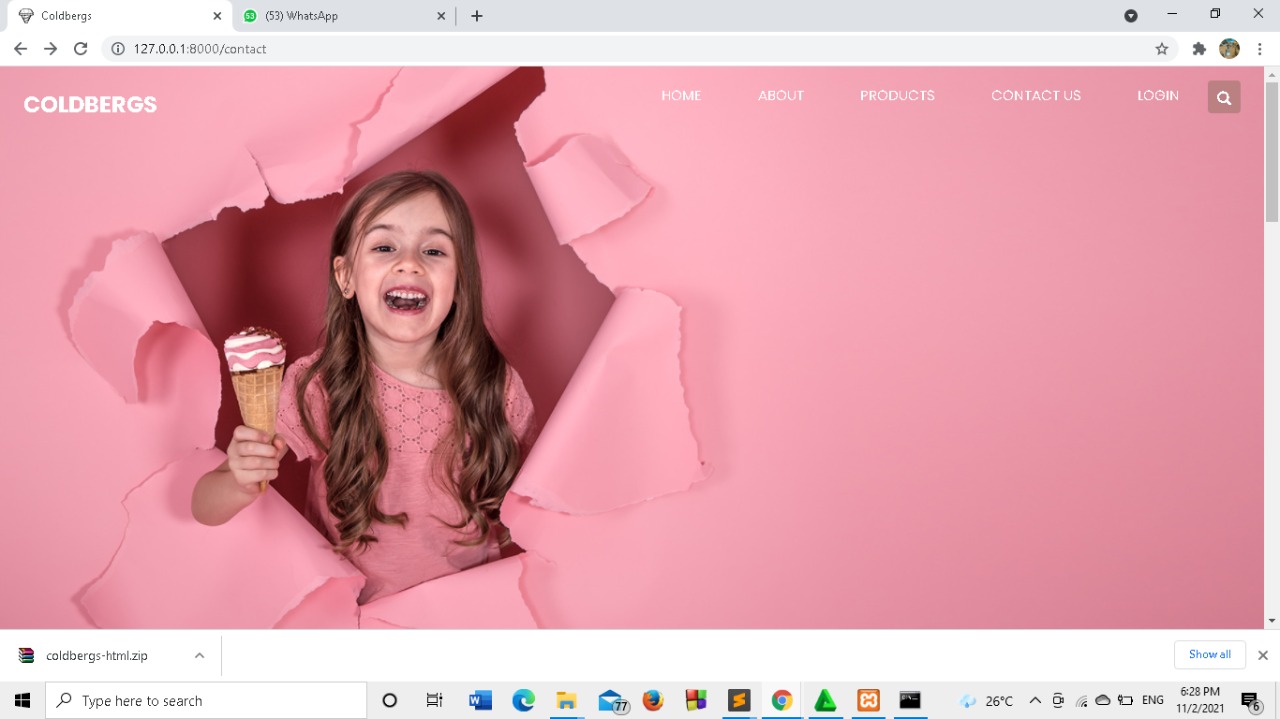 Coldbergs
(53) WhatsApp
127.0.0.1:8000/contact
COLDBERGS
HOME ABOUT PRODUCTS CONTACT US LOGIN
coldbergs-html.zip
Show all
Type here to search
77
26°C
ENG
6:28 PM
11/2/2021
6